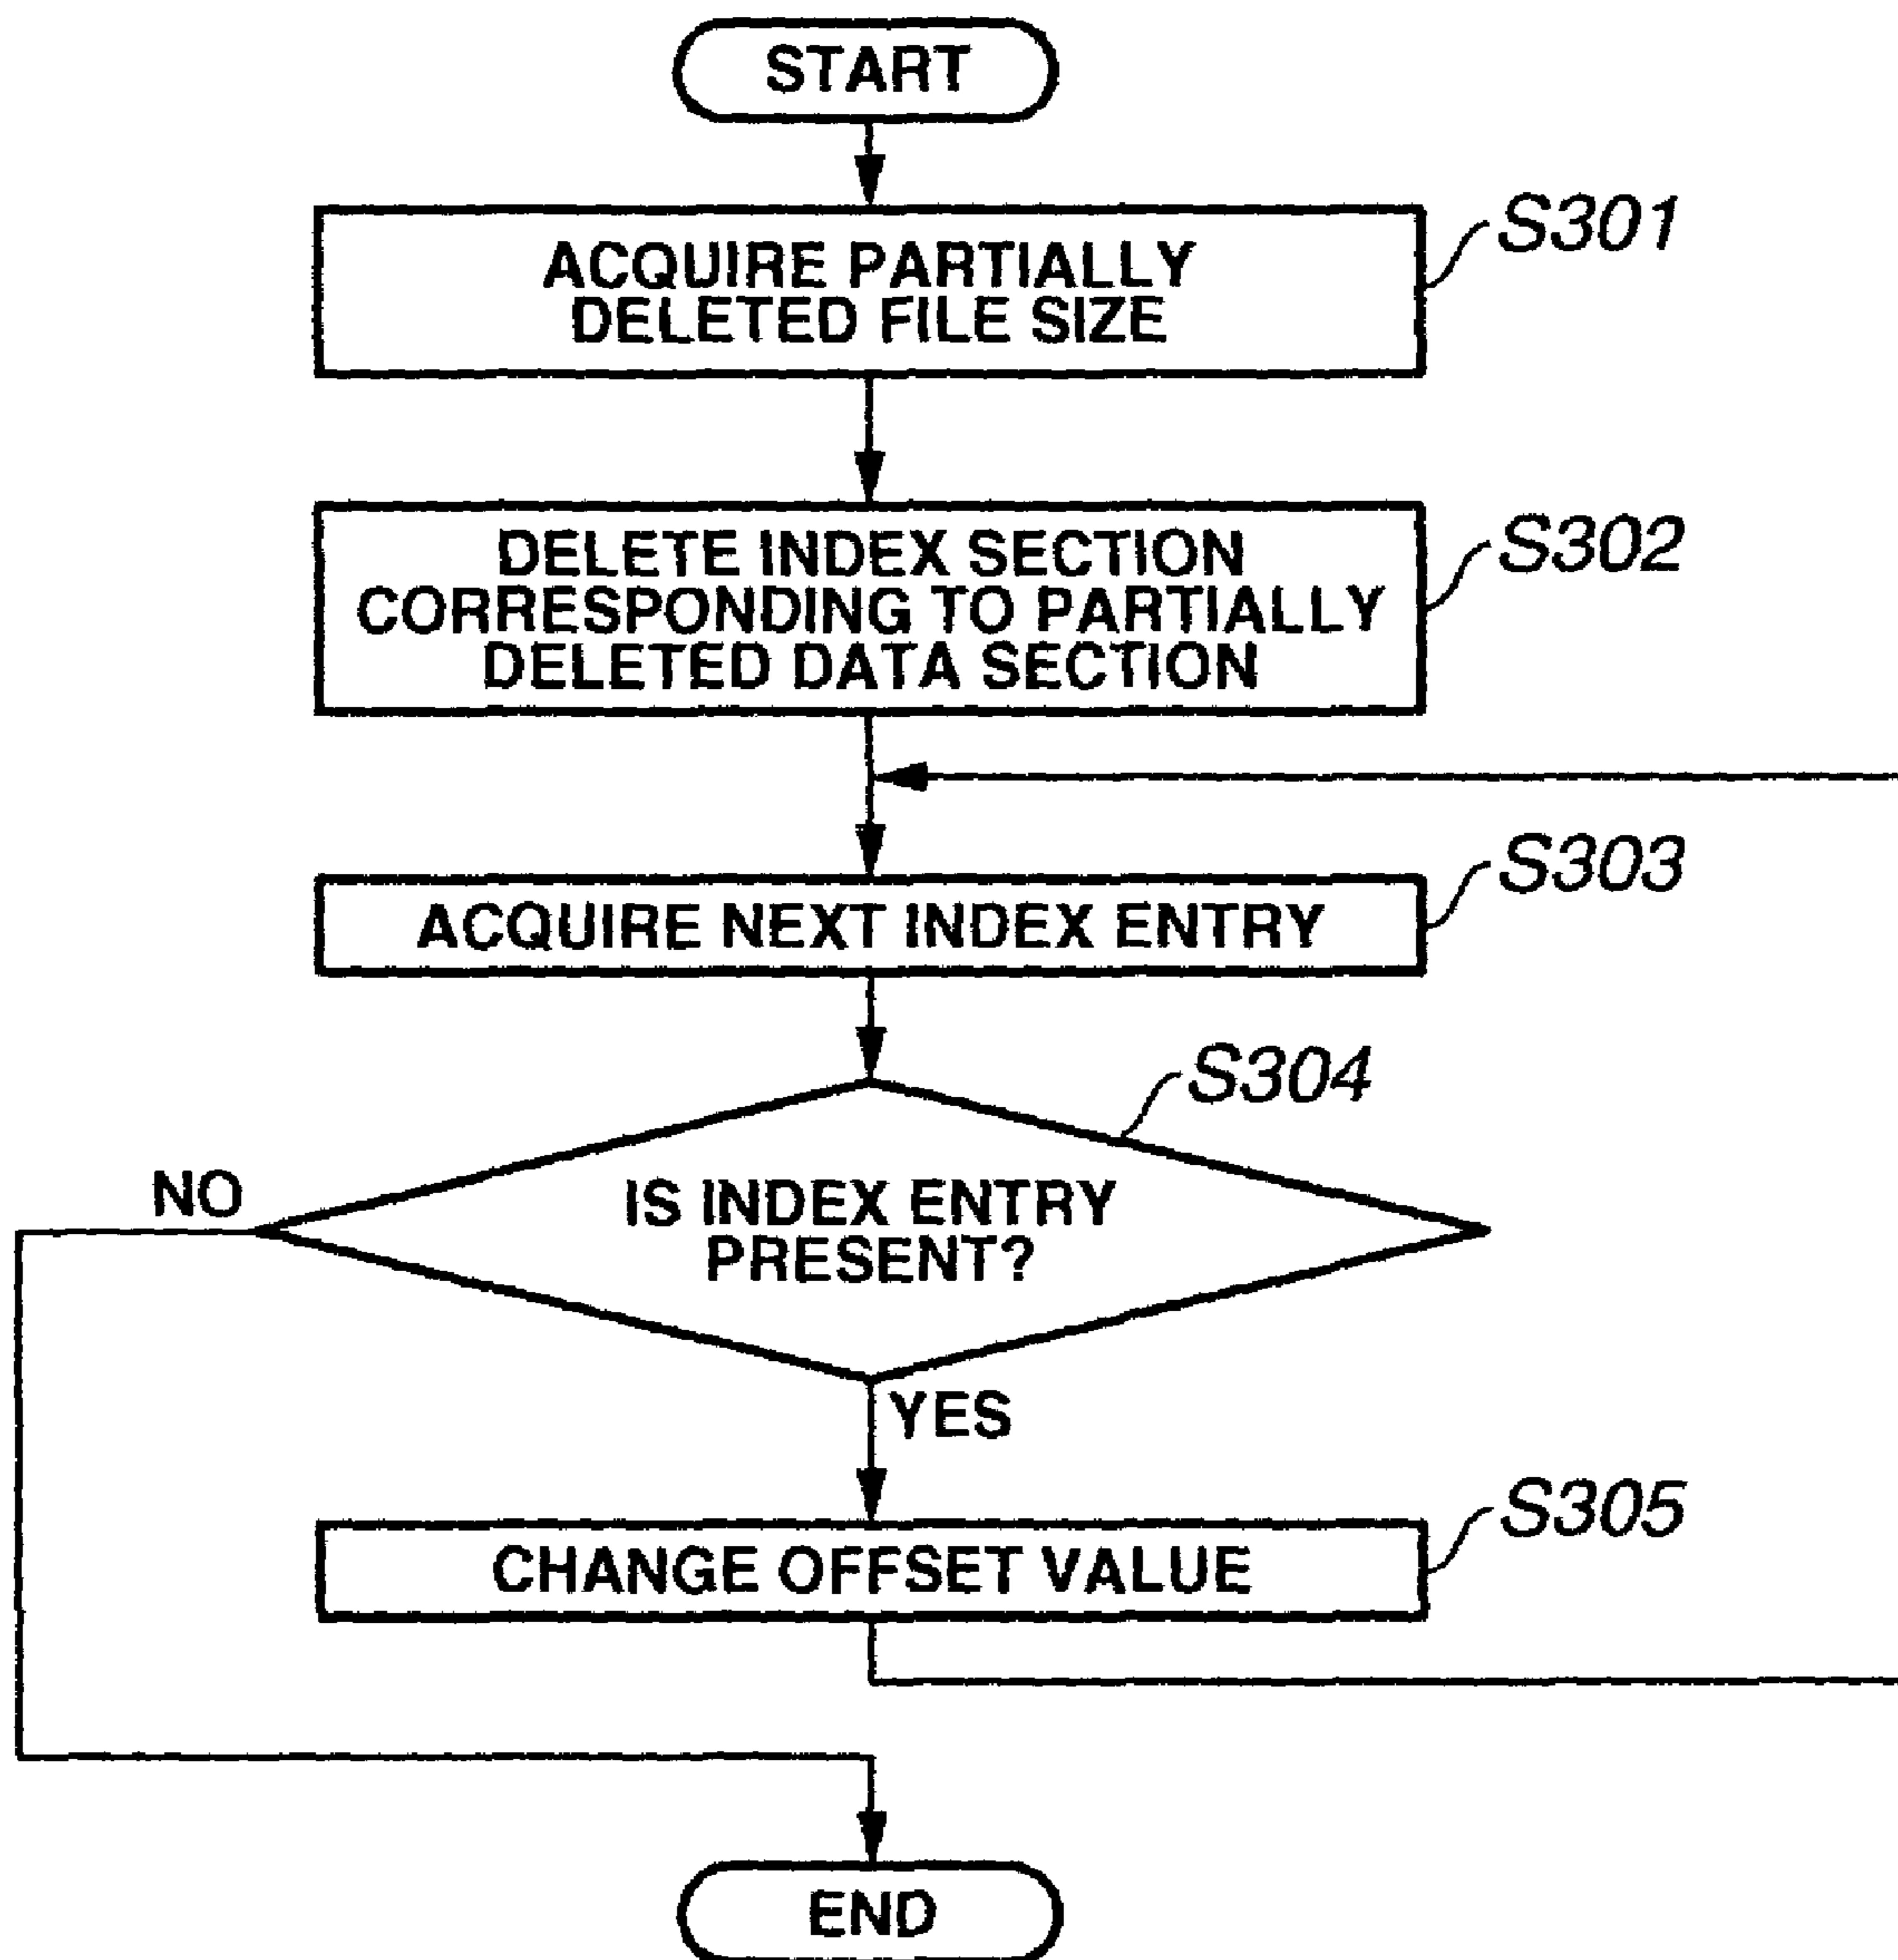 START
ACQUIRE PARTIALLY
DELETED FILE SIZE
S301
DELETE INDEX SECTION
CORRESPONDING TO PARTIALLY
DELETED DATA SECTION
S302
ACQUIRE NEXT INDEX ENTRY
S303
S304
IS INDEX ENTRY
PRESENT?
NO
YES
CHANGE OFFSET VALUE
S305
END